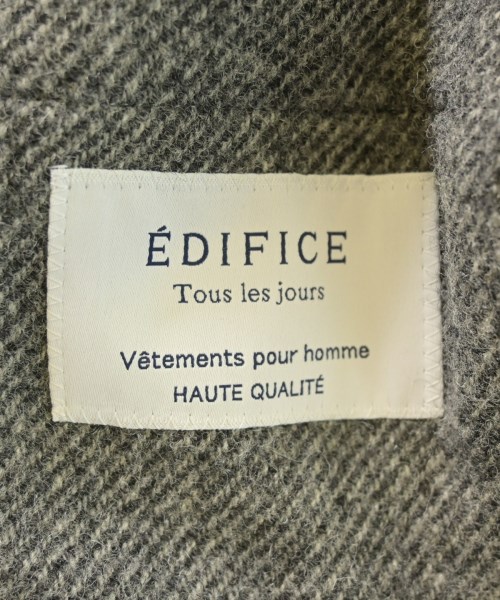 ÉDIFICE
Tous les jours
Vêtements pour homme
HAUTE QUALITÉ